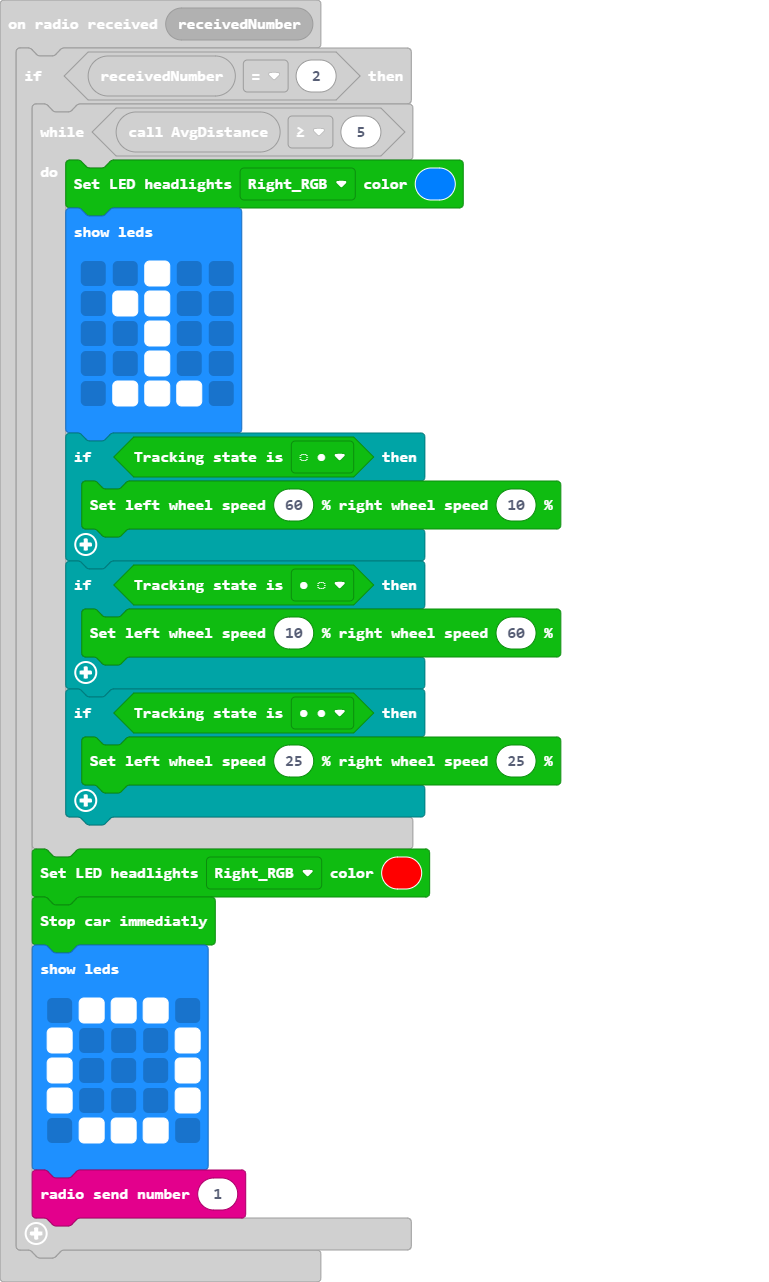 on radio received receivedNumber
if receivedNumber = 2 then
while call AvgDistance ≥ 5
do
Set LED headlights Right_RGB color
show leds
if Tracking state is ◌ ● then
Set left wheel speed 60 % right wheel speed 10 %
if Tracking state is ● ◌ then
Set left wheel speed 10 % right wheel speed 60 %
if Tracking state is ● ● then
Set left wheel speed 25 % right wheel speed 25 %
Set LED headlights Right_RGB color
Stop car immediatly
show leds
radio send number 1